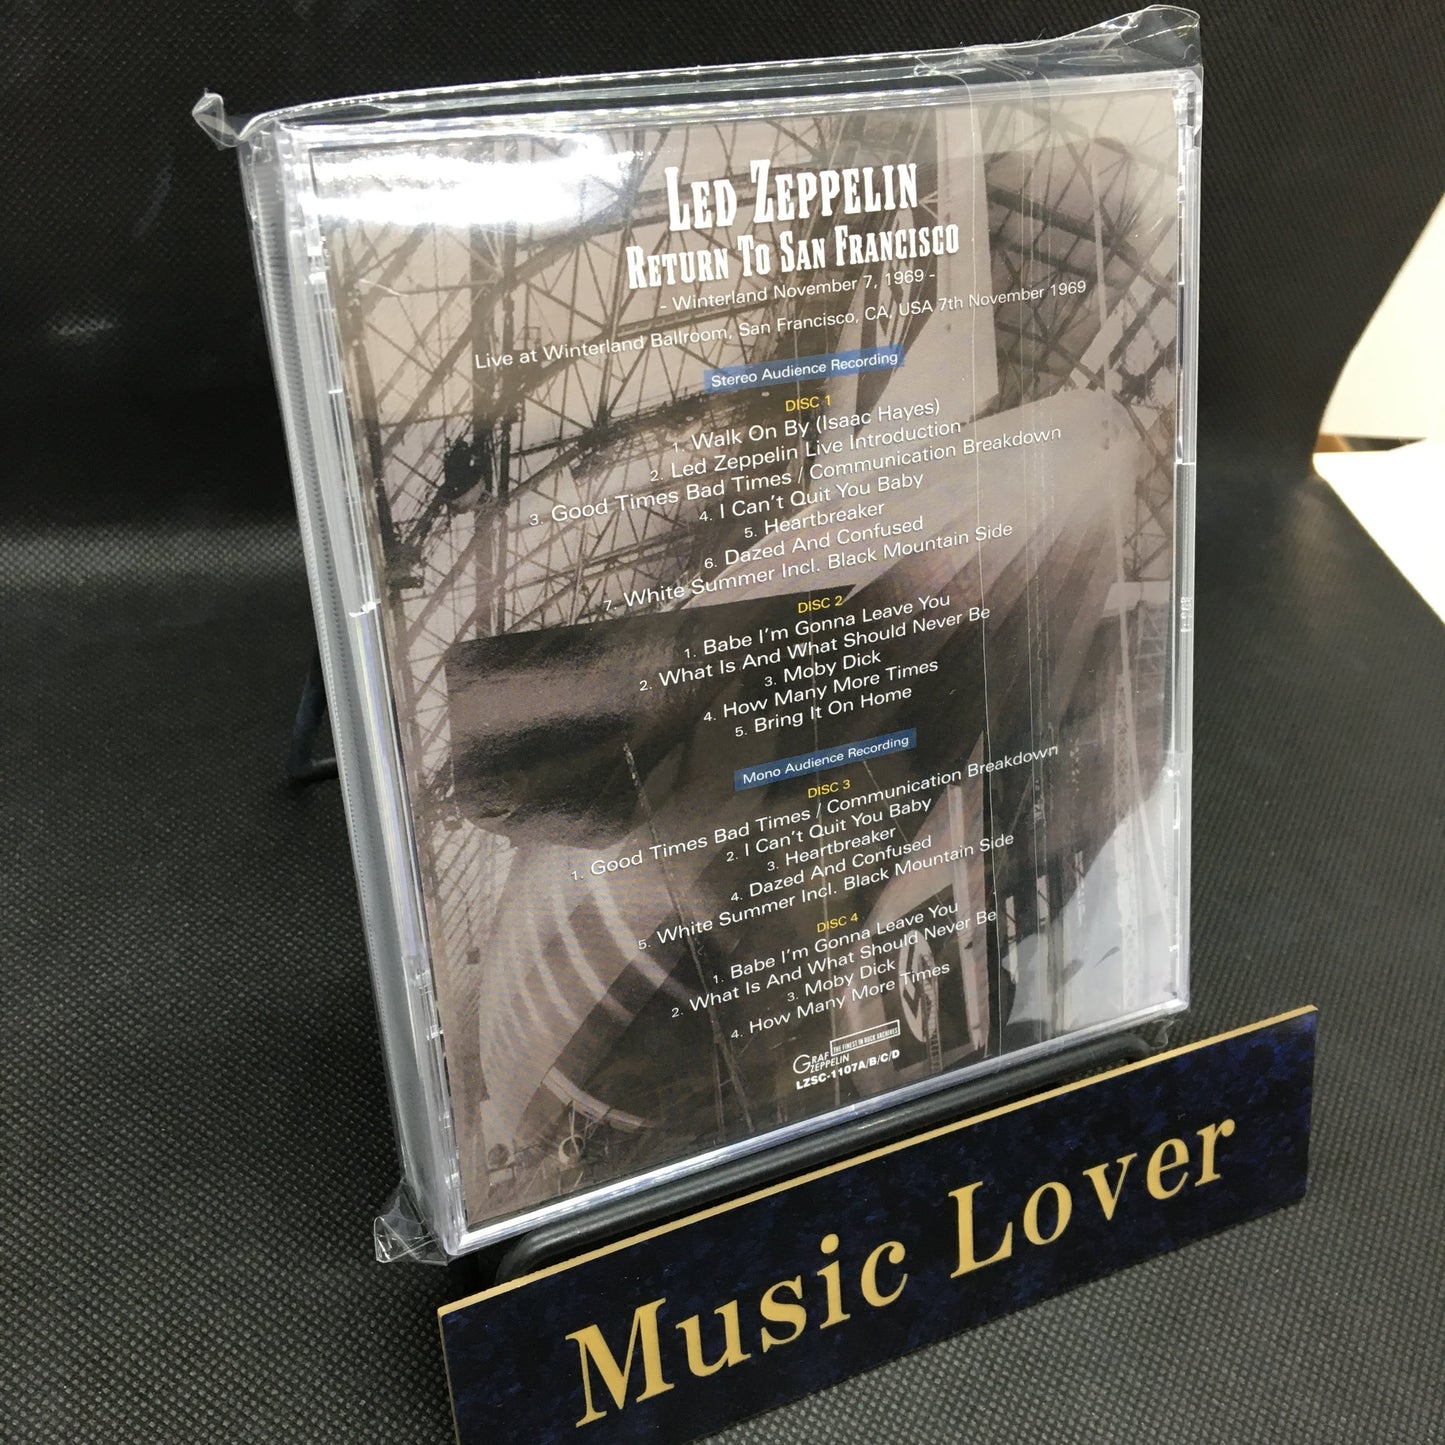 LED ZEPPELIN
RETURN TO SAN FRANCISCO
- Winterland November 7, 1969 -
Live at Winterland Ballroom, San Francisco, CA, USA 7th November 1969
Stereo Audience Recording
DISC 1
1. Walk On By (Isaac Hayes)
2. Led Zeppelin Live Introduction
3. Good Times Bad Times / Communication Breakdown
4. I Can't Quit You Baby
5. Heartbreaker
6. Dazed And Confused
7. White Summer Incl. Black Mountain Side
DISC 2
1. Babe I'm Gonna Leave You
2. What Is And What Should Never Be
3. Moby Dick
4. How Many More Times
5. Bring It On Home
Mono Audience Recording
DISC 3
1. Good Times Bad Times / Communication Breakdown
2. I Can't Quit You Baby
3. Heartbreaker
4. Dazed And Confused
5. White Summer Incl. Black Mountain Side
DISC 4
1. Babe I'm Gonna Leave You
2. What Is And What Should Never Be
3. Moby Dick
4. How Many More Times
GRAF ZEPPELIN THE FINEST IN ROCK ARCHIVES
LZSC-1107A/B/C/D
Music Lover